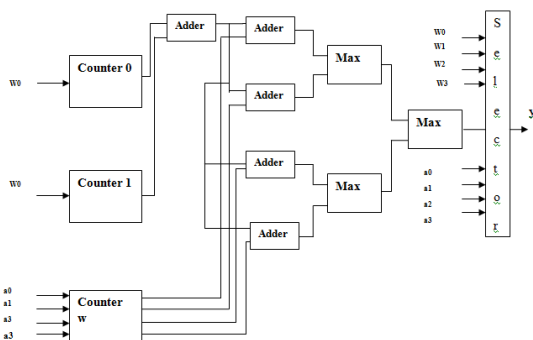 Adder
Adder
W0
Counter 0
Max
Adder
W0
W1
W2
W3
S
e
l
e
c
t
o
r
y
Max
W0
Counter 1
Adder
Max
Adder
a0
a1
a2
a3
a0
a1
a3
a3
Counter
w